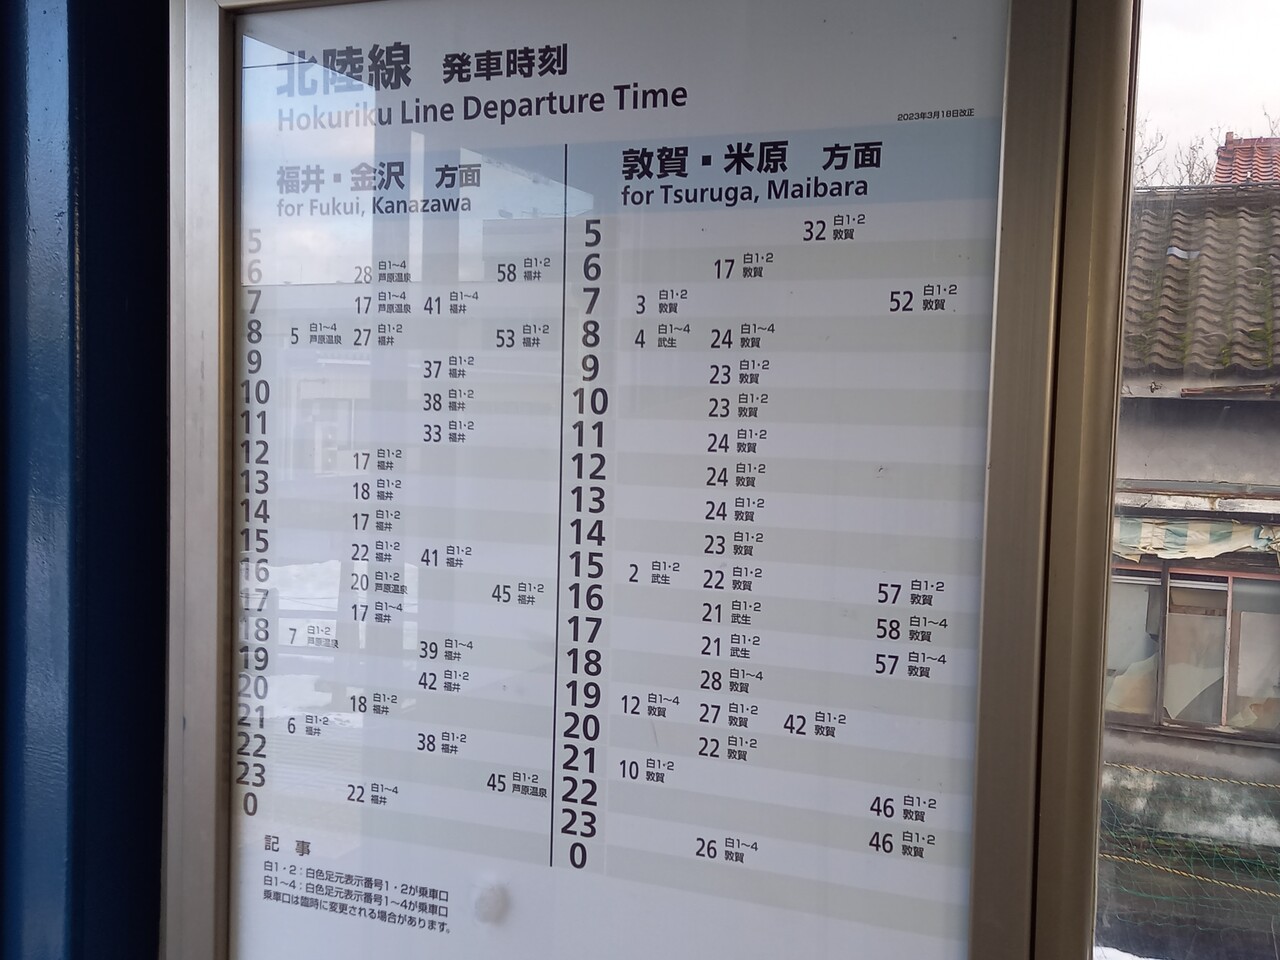 北陸線 発車時刻
Hokuriku Line Departure Time
2023年3月18日改正
福井・金沢 方面
for Fukui, Kanazawa
5
6 28 白1~4 芦原温泉 58 白1・2 福井
7 17 白1~4 芦原温泉 41 白1~4 福井
8 5 白1~4 芦原温泉 27 白1・2 福井 53 白1・2 福井
9 37 白1・2 福井
10 38 白1・2 福井
11 33 白1・2 福井
12 17 白1・2 福井
13 18 白1・2 福井
14 17 白1・2 福井
15 22 白1・2 福井 41 白1・2 福井
16 20 白1・2 芦原温泉 45 白1・2 福井
17 17 白1~4 福井
18 7 白1・2 芦原温泉 39 白1~4 福井
19 42 白1・2 福井
20 18 白1・2 福井
21 6 白1・2 福井 38 白1・2 福井
22 45 白1・2 芦原温泉
23 22 白1~4 福井
0
敦賀・米原 方面
for Tsuruga, Maibara
5 32 白1・2 敦賀
6 17 白1・2 敦賀
7 3 白1・2 敦賀 52 白1・2 敦賀
8 4 白1~4 武生 24 白1~4 敦賀
9 23 白1・2 敦賀
10 23 白1・2 敦賀
11 24 白1・2 敦賀
12 24 白1・2 敦賀
13 24 白1・2 敦賀
14 23 白1・2 敦賀
15 2 白1・2 武生 22 白1・2 敦賀 57 白1・2 敦賀
16 21 白1・2 武生 58 白1~4 敦賀
17 21 白1・2 武生 57 白1~4 敦賀
18 28 白1~4 敦賀
19 12 白1~4 敦賀 27 白1・2 敦賀 42 白1・2 敦賀
20 22 白1・2 敦賀
21 10 白1・2 敦賀 46 白1・2 敦賀
22 46 白1・2 敦賀
23 26 白1~4 敦賀
0
記 事
白1・2:白色足元表示番号1・2が乗車口
白1~4:白色足元表示番号1~4が乗車口
乗車口は臨時に変更される場合があります。